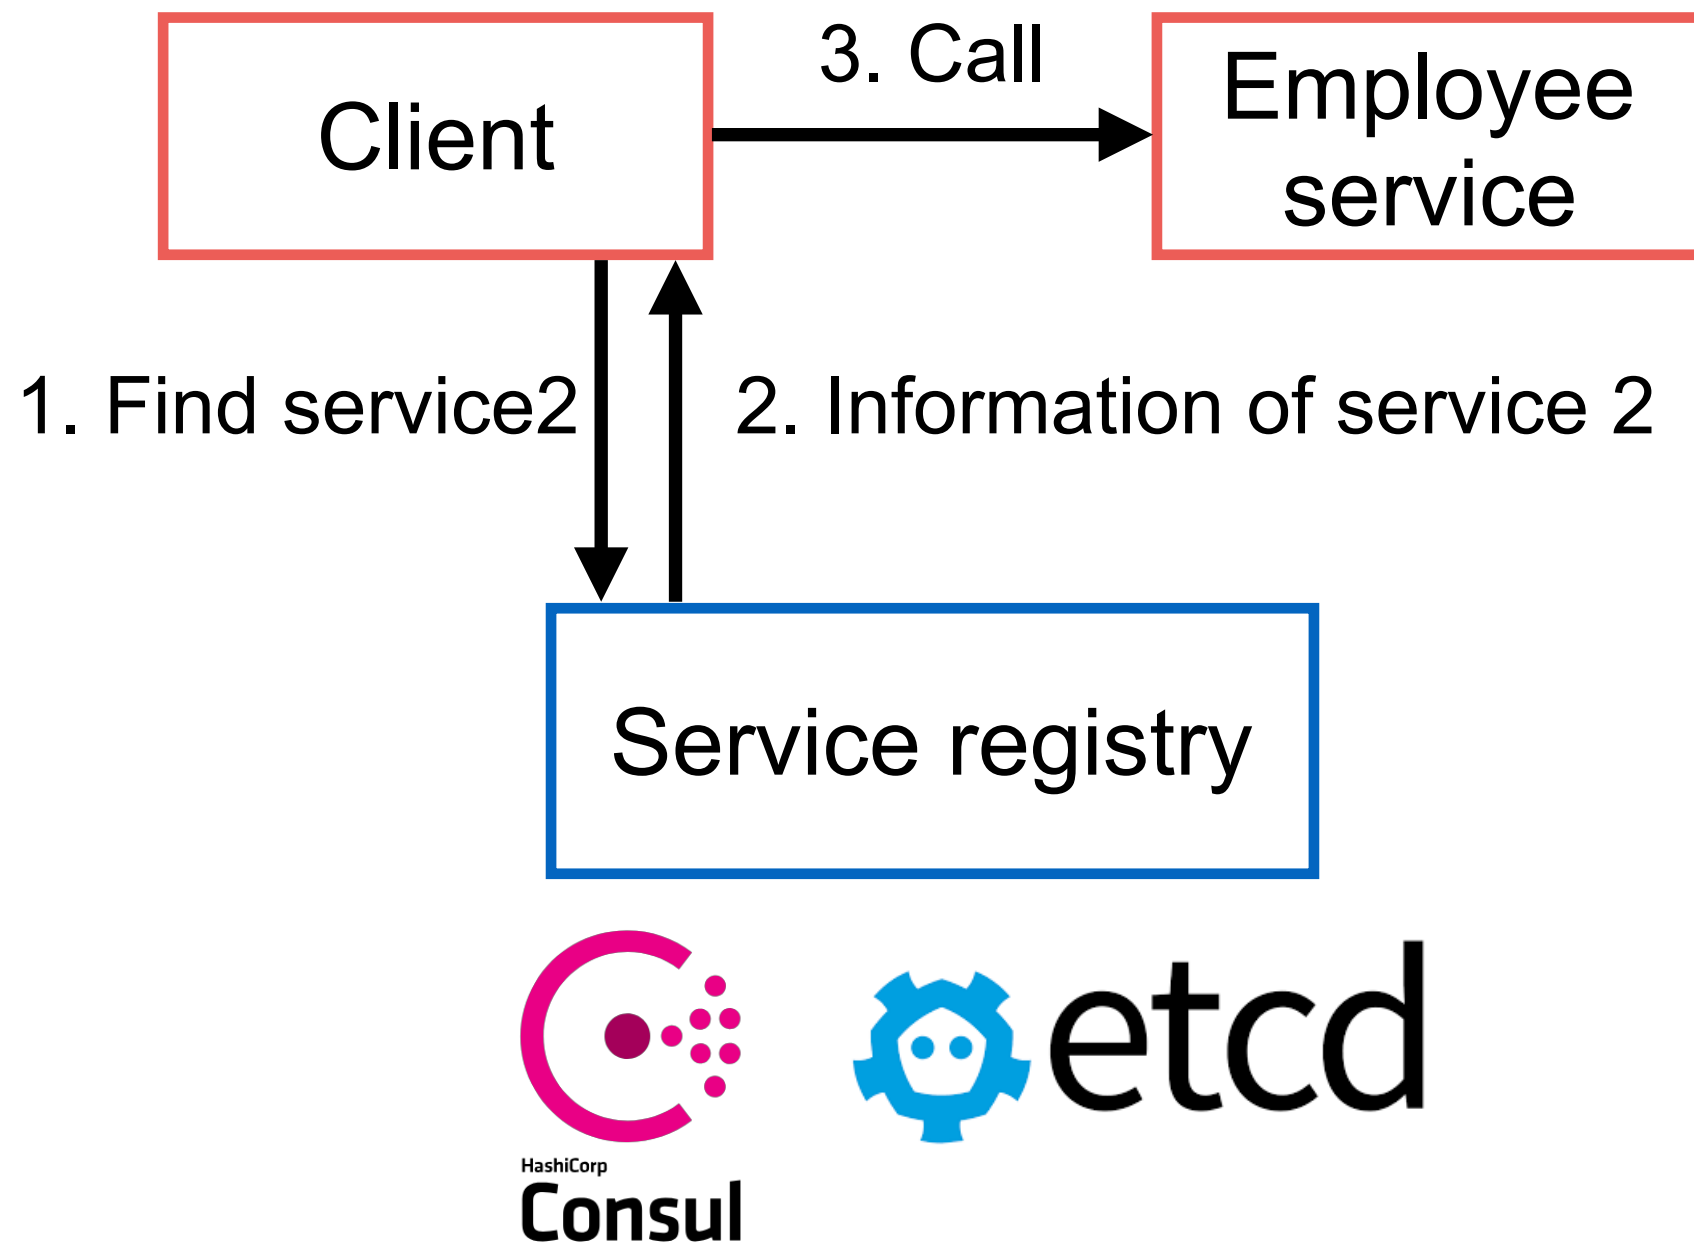 3. Call
Client
Employee
service
1. Find service2
2. Information of service 2
Service registry
etcd
HashiCorp
Consul